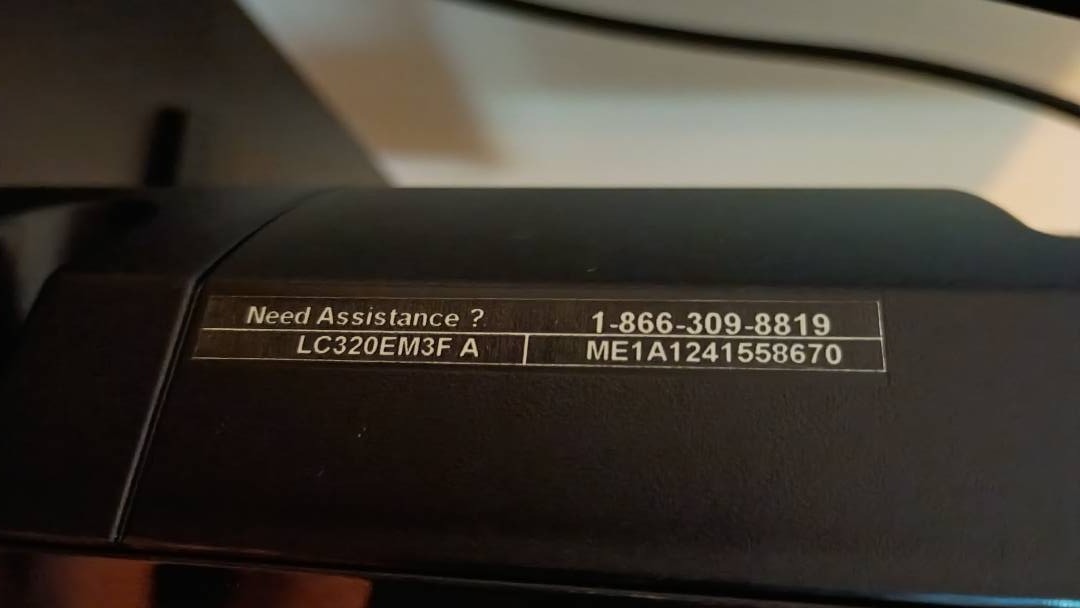 Need Assistance ? 1-866-309-8819
LC320EM3F A ME1A1241558670